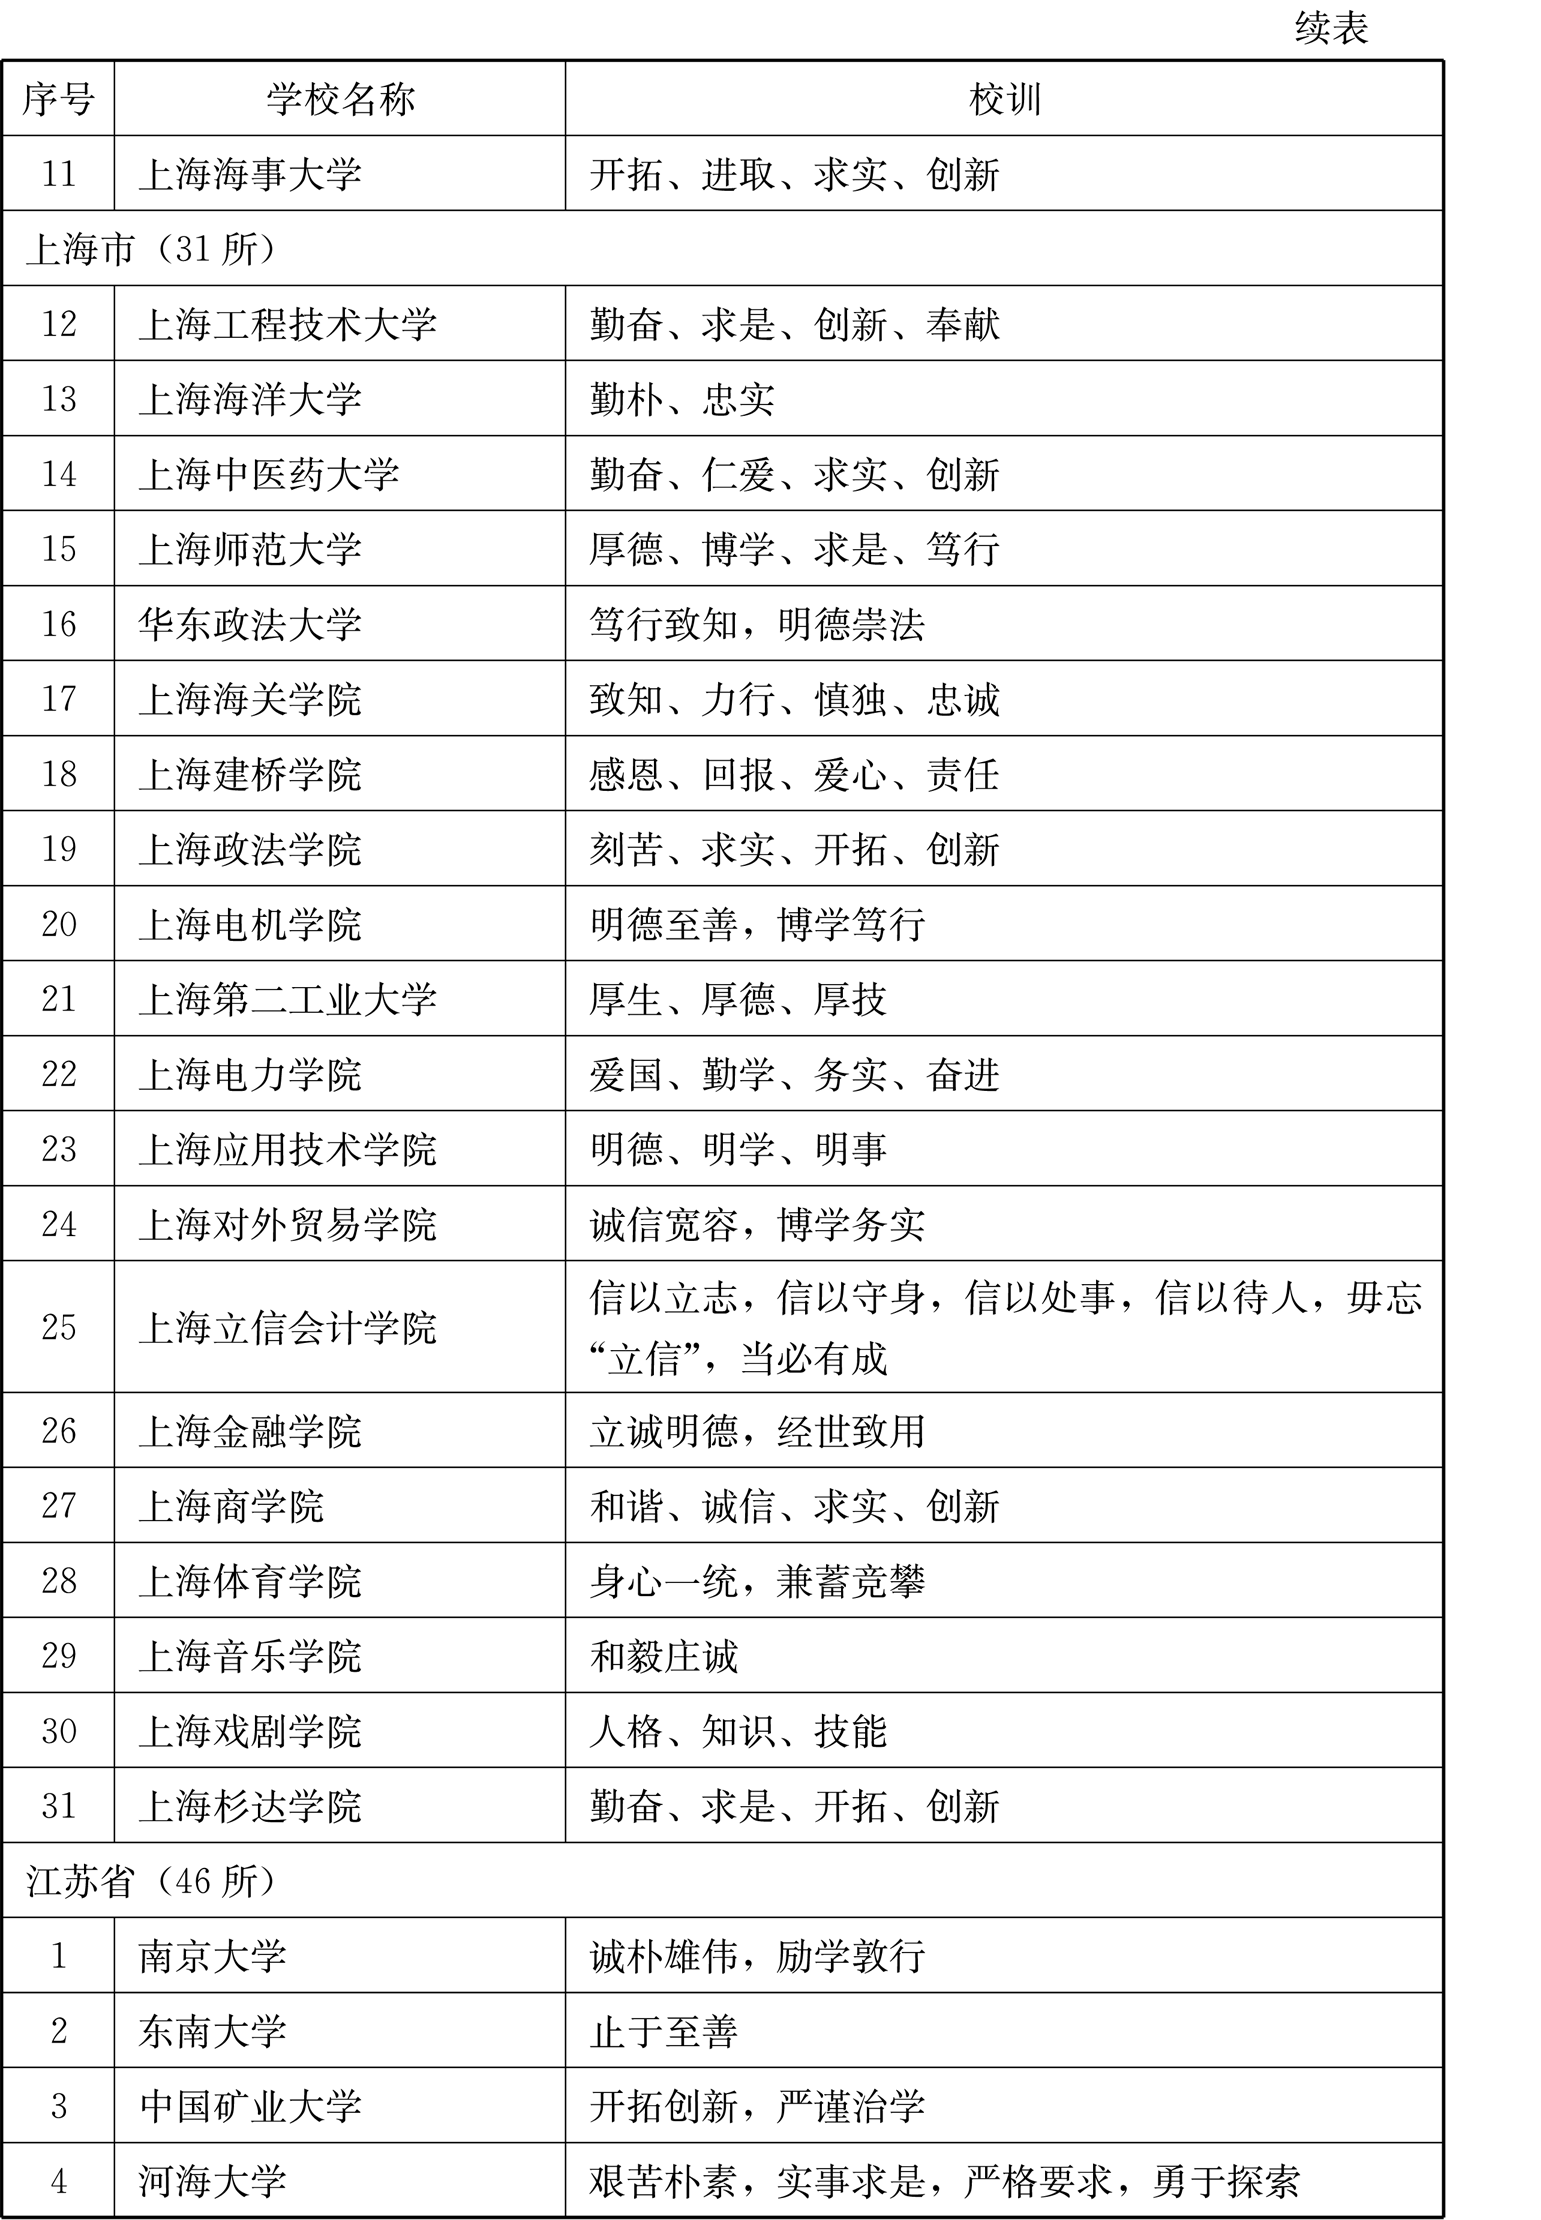 续表
序号 学校名称 校训
11 上海海事大学 开拓、进取、求实、创新
上海市（31 所）
12 上海工程技术大学 勤奋、求是、创新、奉献
13 上海海洋大学 勤朴、忠实
14 上海中医药大学 勤奋、仁爱、求实、创新
15 上海师范大学 厚德、博学、求是、笃行
16 华东政法大学 笃行致知，明德崇法
17 上海海关学院 致知、力行、慎独、忠诚
18 上海建桥学院 感恩、回报、爱心、责任
19 上海政法学院 刻苦、求实、开拓、创新
20 上海电机学院 明德至善，博学笃行
21 上海第二工业大学 厚生、厚德、厚技
22 上海电力学院 爱国、勤学、务实、奋进
23 上海应用技术学院 明德、明学、明事
24 上海对外贸易学院 诚信宽容，博学务实
25 上海立信会计学院 信以立志，信以守身，信以处事，信以待人，毋忘
“立信”，当必有成
26 上海金融学院 立诚明德，经世致用
27 上海商学院 和谐、诚信、求实、创新
28 上海体育学院 身心一统，兼蓄竞攀
29 上海音乐学院 和毅庄诚
30 上海戏剧学院 人格、知识、技能
31 上海杉达学院 勤奋、求是、开拓、创新
江苏省（46 所）
1 南京大学 诚朴雄伟，励学敦行
2 东南大学 止于至善
3 中国矿业大学 开拓创新，严谨治学
4 河海大学 艰苦朴素，实事求是，严格要求，勇于探索